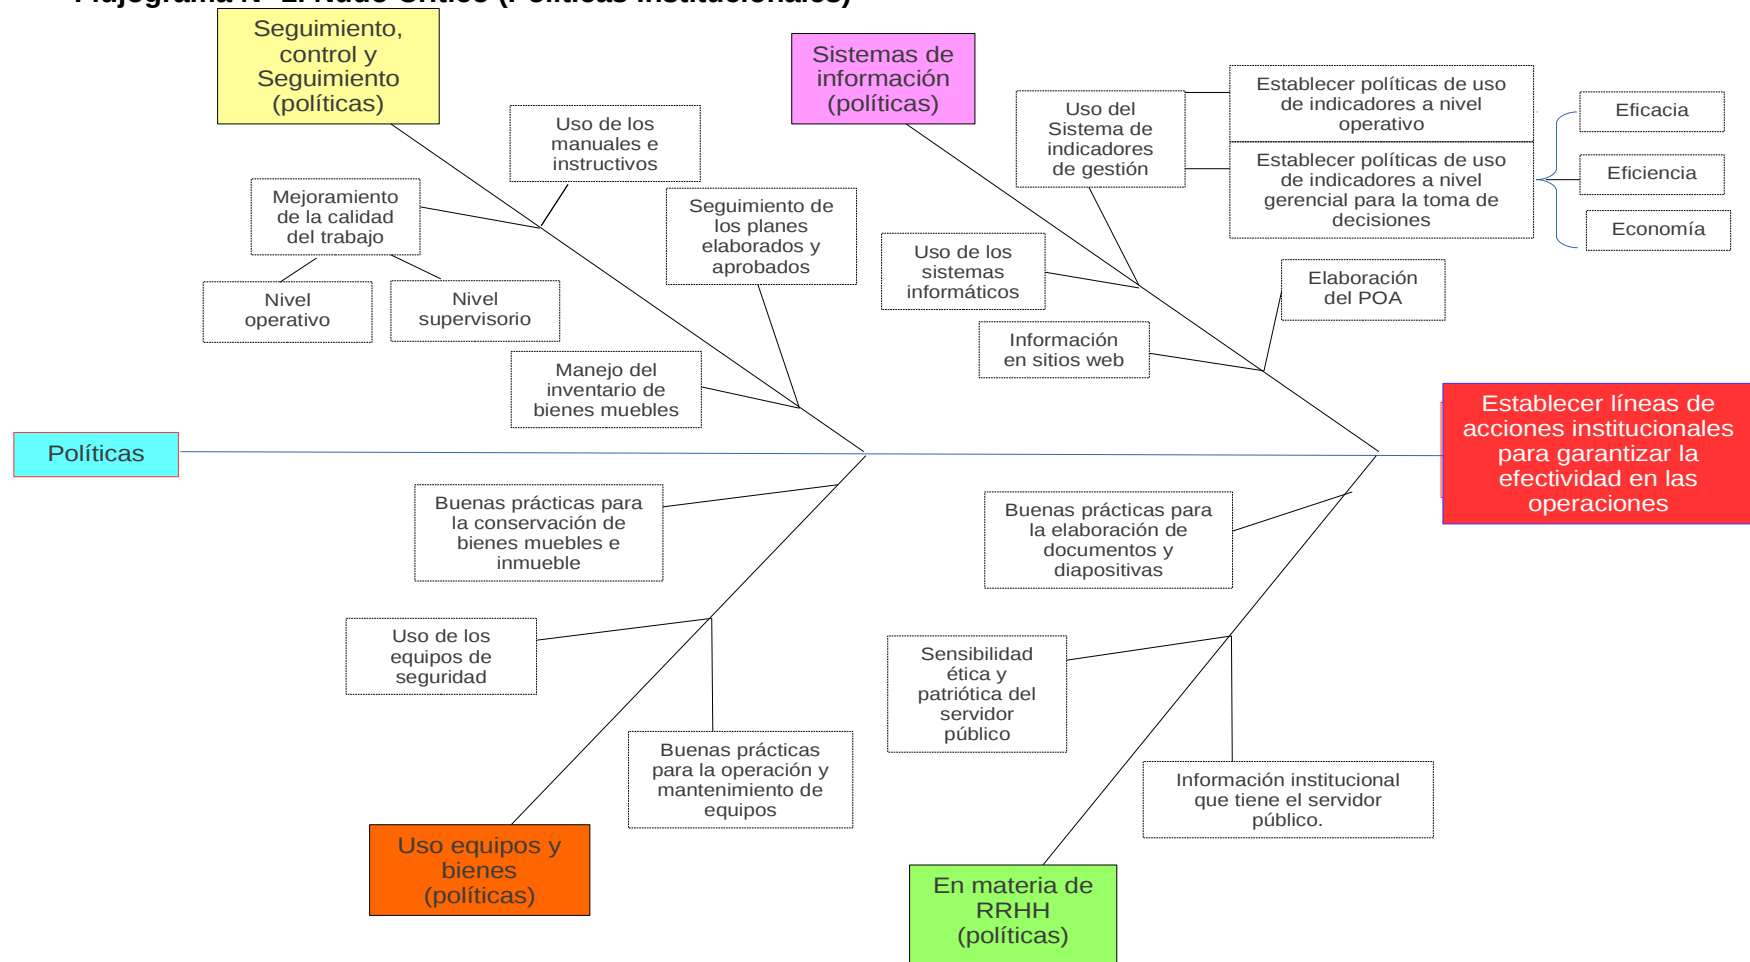 Flujograma N° 2. Nudo Crítico (Políticas Institucionales)
Seguimiento,
control y
Seguimiento
(políticas)
Sistemas de
información
(políticas)
Uso de los
manuales e
instructivos
Mejoramiento
de la calidad
del trabajo
Nivel
operativo
Nivel
supervisorio
Seguimiento de
los planes
elaborados y
aprobados
Manejo del
inventario de
bienes muebles
Uso del
Sistema de
indicadores
de gestión
Establecer políticas de uso
de indicadores a nivel
operativo
Establecer políticas de uso
de indicadores a nivel
gerencial para la toma de
decisiones
Eficacia
Eficiencia
Economía
Uso de los
sistemas
informáticos
Elaboración
del POA
Información
en sitios web
Políticas
Establecer líneas de
acciones institucionales
para garantizar la
efectividad en las
operaciones
Buenas prácticas para
la conservación de
bienes muebles e
inmueble
Uso de los
equipos de
seguridad
Buenas prácticas
para la operación y
mantenimiento de
equipos
Uso equipos y
bienes
(políticas)
Buenas prácticas para
la elaboración de
documentos y
diapositivas
Sensibilidad
ética y
patriótica del
servidor
público
Información institucional
que tiene el servidor
público.
En materia de
RRHH
(políticas)